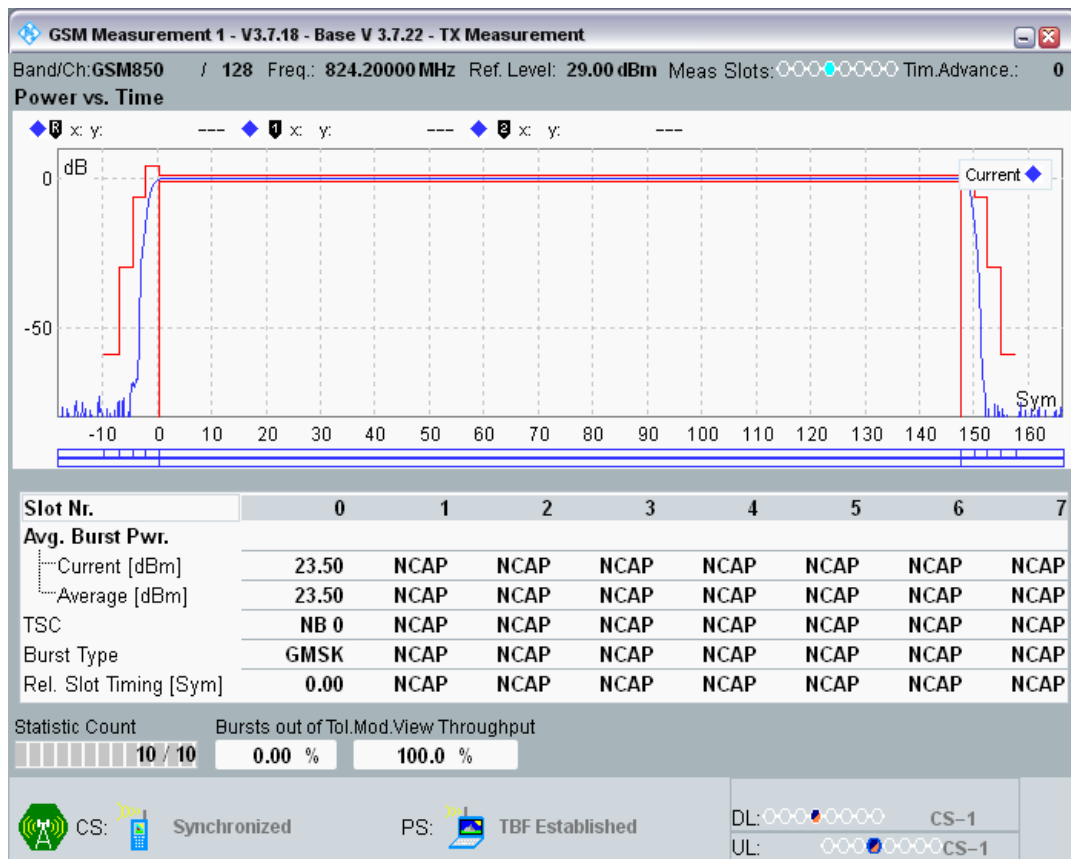 GSM Measurement 1 - V3.7.18 - Base V 3.7.22 - TX Measurement
Band/Ch:GSM850 / 128 Freq.: 824.20000 MHz Ref. Level: 29.00 dBm Meas Slots: Tim.Advance.: 0
Power vs. Time
R x: y: --- 1 x: y: --- 2 x: y: ---
dB
Current
0
-50
Sym
-10 0 10 20 30 40 50 60 70 80 90 100 110 120 130 140 150 160
Slot Nr. 0 1 2 3 4 5 6 7
Avg. Burst Pwr.
Current [dBm] 23.50 NCAP NCAP NCAP NCAP NCAP NCAP NCAP
Average [dBm] 23.50 NCAP NCAP NCAP NCAP NCAP NCAP NCAP
TSC NB 0 NCAP NCAP NCAP NCAP NCAP NCAP NCAP
Burst Type GMSK NCAP NCAP NCAP NCAP NCAP NCAP NCAP
Rel. Slot Timing [Sym] 0.00 NCAP NCAP NCAP NCAP NCAP NCAP NCAP
Statistic Count Bursts out of Tol.Mod.View Throughput
10 / 10 0.00 % 100.0 %
CS: Synchronized PS: TBF Established
DL: CS-1
UL: CS-1